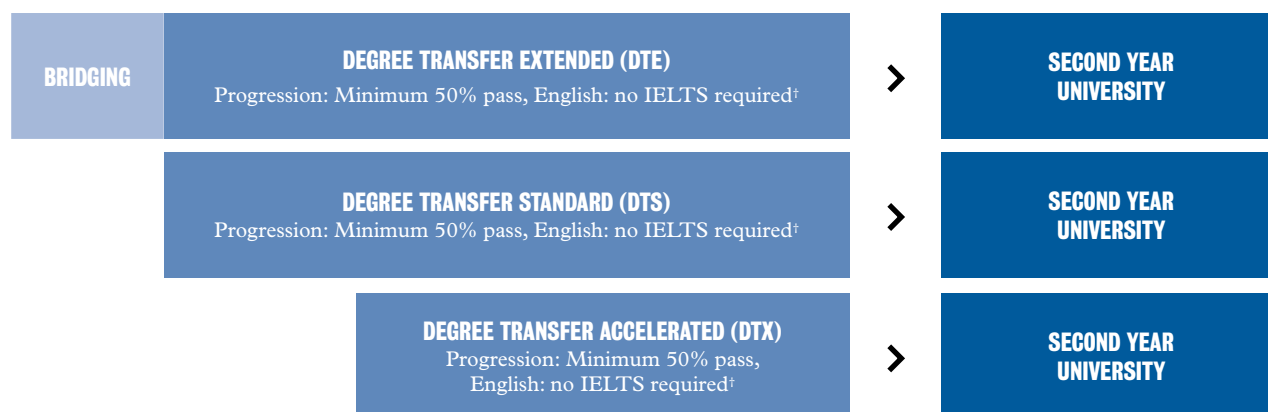 BRIDGING
DEGREE TRANSFER EXTENDED (DTE)
Progression: Minimum 50% pass, English: no IELTS required†
SECOND YEAR
UNIVERSITY
DEGREE TRANSFER STANDARD (DTS)
Progression: Minimum 50% pass, English: no IELTS required†
SECOND YEAR
UNIVERSITY
DEGREE TRANSFER ACCELERATED (DTX)
Progression: Minimum 50% pass,
English: no IELTS required†
SECOND YEAR
UNIVERSITY